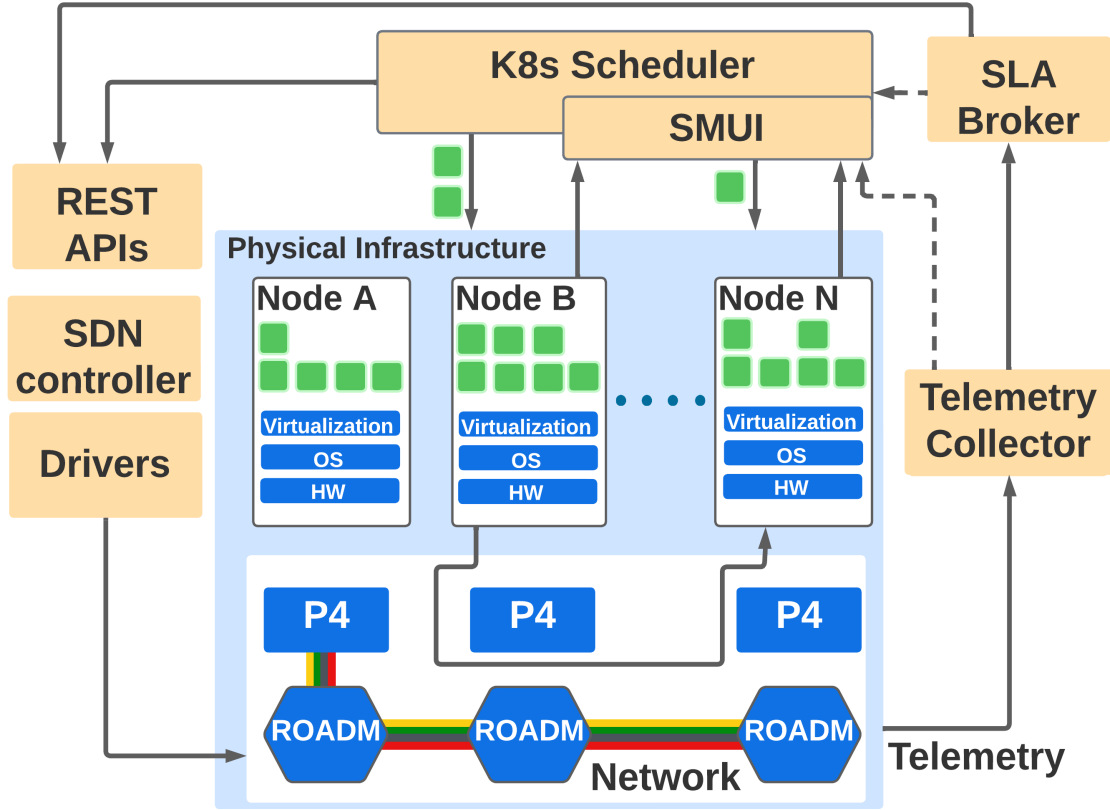 K8s Scheduler
SMUI
SLA
Broker
REST
APIs
SDN
controller
Drivers
Physical Infrastructure
Node A
Virtualization
OS
HW
Node B
Virtualization
OS
HW
Node N
Virtualization
OS
HW
Telemetry
Collector
P4
P4
P4
ROADM
ROADM
ROADM
Network
Telemetry